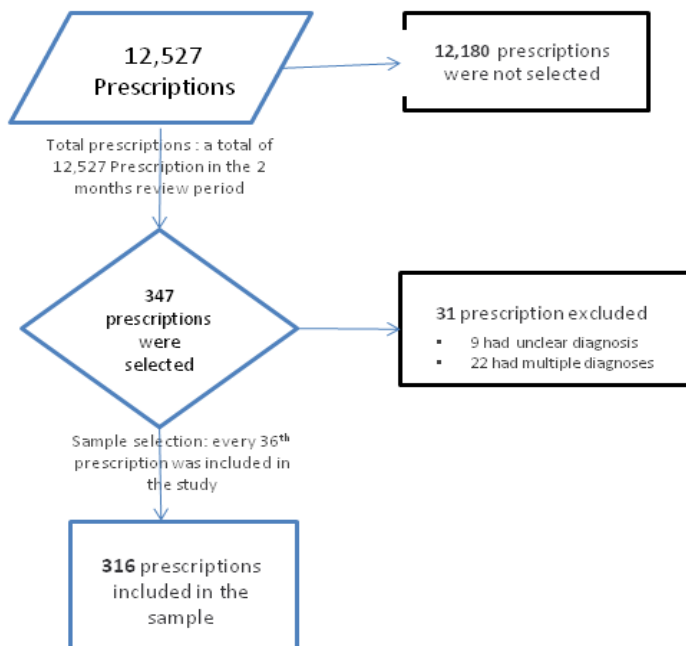 12,527
Prescriptions
12,180 prescriptions
were not selected
Total prescriptions : a total of
12,527 Prescription in the 2
months review period
347
prescriptions
were
selected
31 prescription excluded
▪ 9 had unclear diagnosis
▪ 22 had multiple diagnoses
Sample selection: every 36th
prescription was included in
the study
316 prescriptions
included in the
sample